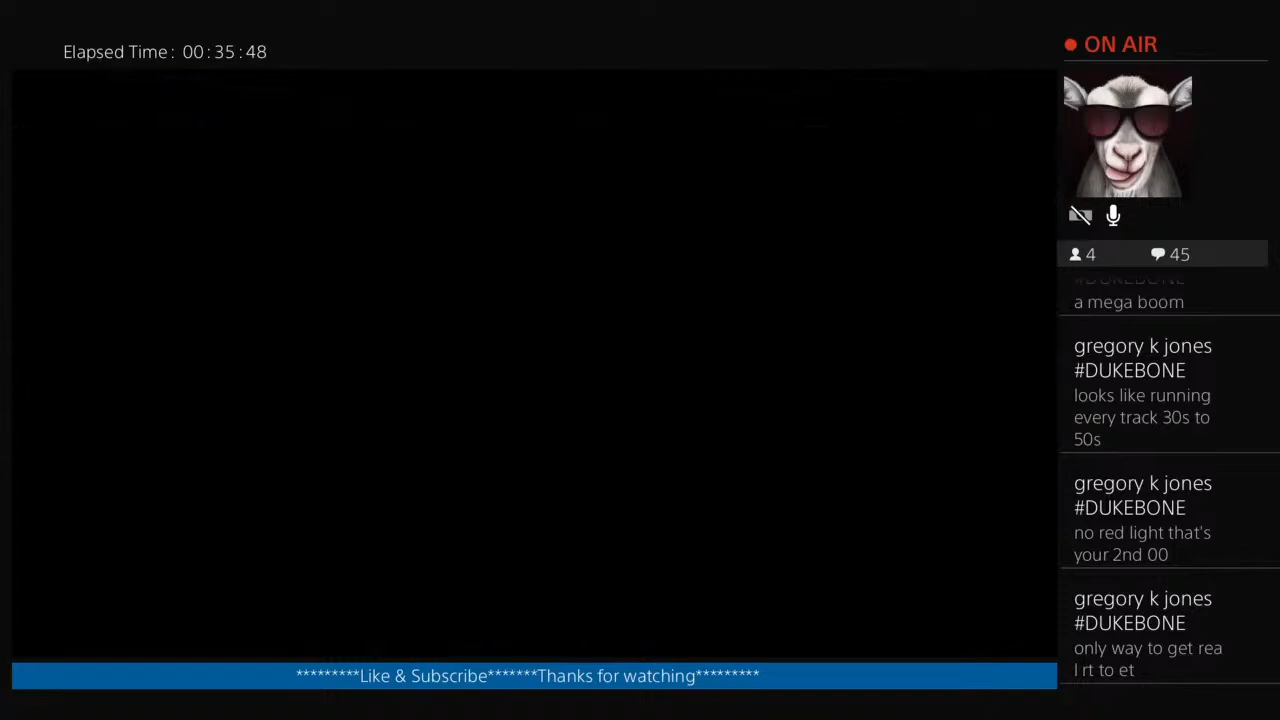 Elapsed Time: 00:35:48
ON AIR
4 45
#DUKEBONE
a mega boom
gregory k jones
#DUKEBONE
looks like running
every track 30s to
50s
gregory k jones
#DUKEBONE
no red light that's
your 2nd 00
gregory k jones
#DUKEBONE
only way to get rea
l rt to et
*********Like & Subscribe*******Thanks for watching*********